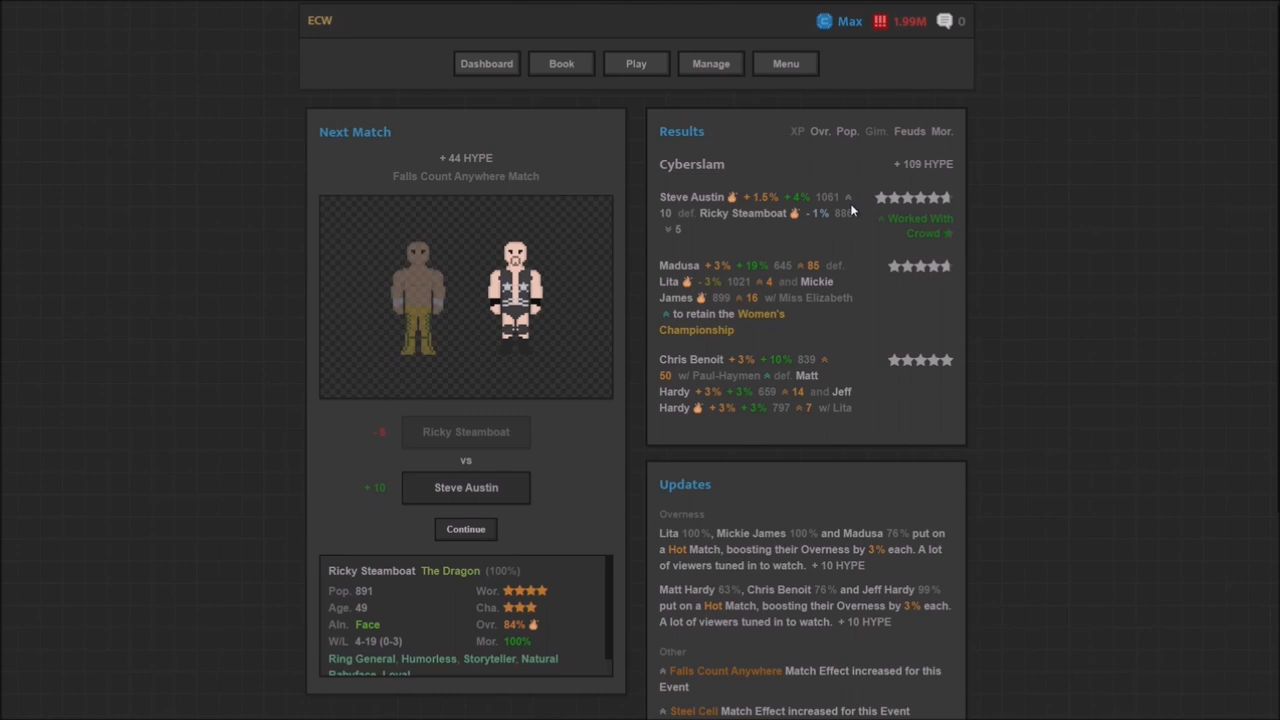 ECW
Max 1.99M 0
Dashboard Book Play Manage Menu
Next Match
+ 44 HYPE
Falls Count Anywhere Match
- 5 Ricky Steamboat
vs
+ 10 Steve Austin
Continue
Ricky Steamboat The Dragon (100%)
Pop. 891 Wor.
Age. 49 Cha.
Aln. Face Ovr. 84%
W/L 4-19 (0-3) Mor. 100%
Ring General, Humorless, Storyteller, Natural
Babyface, Loyal
Results XP Ovr. Pop. Gim. Feuds Mor.
Cyberslam + 109 HYPE
Steve Austin + 1.5% + 4% 1061
10 def. Ricky Steamboat - 1% 886
5
Worked With
Crowd
Madusa + 3% + 19% 645 85 def.
Lita - 3% 1021 4 and Mickie
James 899 16 w/ Miss Elizabeth
to retain the Women's
Championship
Chris Benoit + 3% + 10% 839
50 w/ Paul-Haymen def. Matt
Hardy + 3% + 3% 659 14 and Jeff
Hardy + 3% + 3% 797 7 w/ Lita
Updates
Overness
Lita 100%, Mickie James 100% and Madusa 76% put on
a Hot Match, boosting their Overness by 3% each. A lot
of viewers tuned in to watch. + 10 HYPE
Matt Hardy 63%, Chris Benoit 76% and Jeff Hardy 99%
put on a Hot Match, boosting their Overness by 3% each.
A lot of viewers tuned in to watch. + 10 HYPE
Other
Falls Count Anywhere Match Effect increased for this
Event
Steel Cell Match Effect increased for this Event